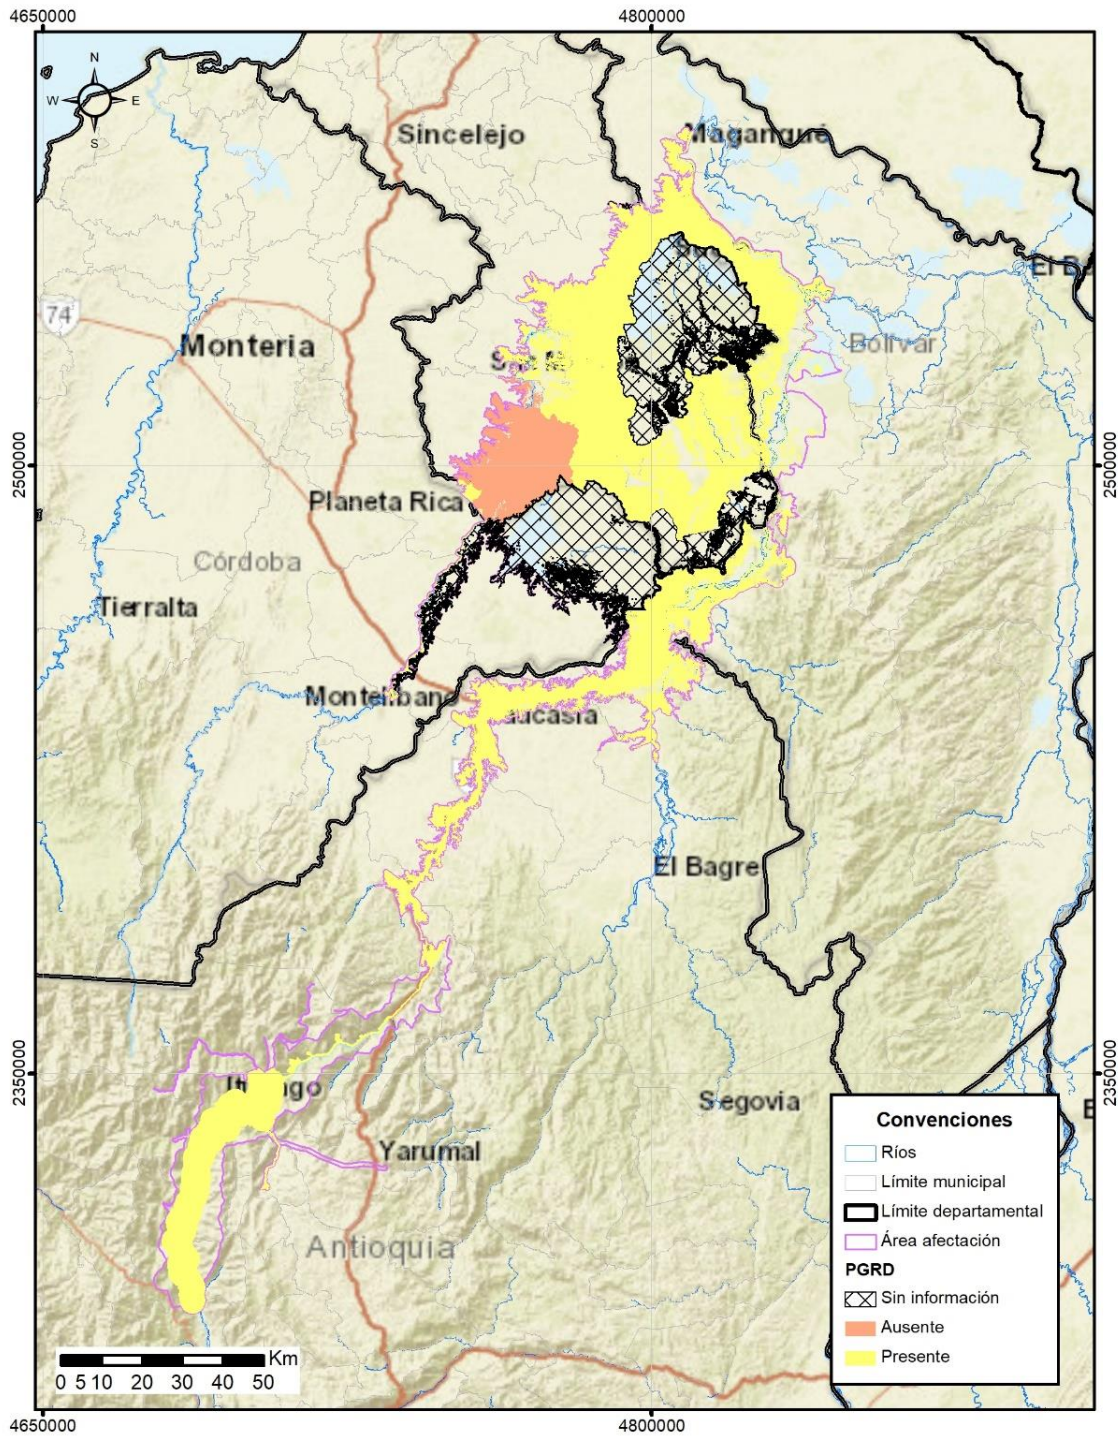 4650000
4800000
N
W
E
S
Sincelejo
Magangué
74
Monteria
Bolívar
2500000
2500000
Planeta Rica
Córdoba
Tierralta
Montelibano
El Bagre
2350000
2350000
Segovia
Yarumal
Antioquia
Convenciones
Ríos
Límite municipal
Límite departamental
Área afectación
PGRD
Sin información
Ausente
Presente
Km
0 5 10 20 30 40 50
4650000
4800000